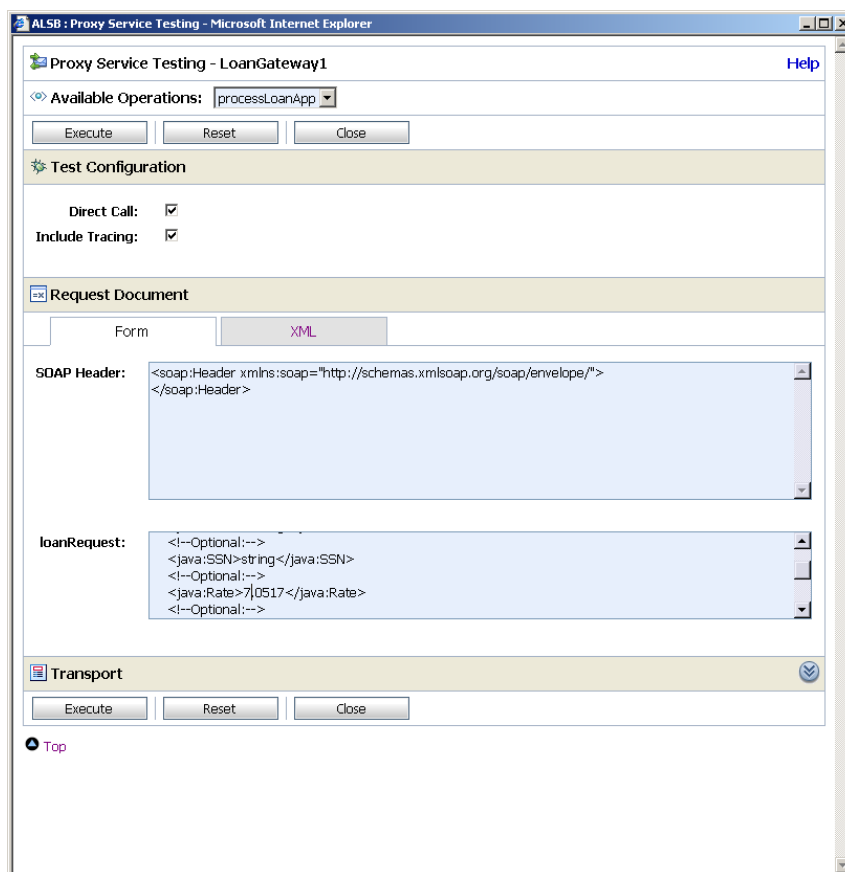 ALSB : Proxy Service Testing - Microsoft Internet Explorer
Proxy Service Testing - LoanGateway1 Help
Available Operations: processLoanApp
Execute Reset Close
Test Configuration
Direct Call:
Include Tracing:
Request Document
Form XML
SOAP Header: <soap:Header xmlns:soap="http://schemas.xmlsoap.org/soap/envelope/">
</soap:Header>
loanRequest: <!--Optional:-->
<java:SSN>string</java:SSN>
<!--Optional:-->
<java:Rate>7.0517</java:Rate>
<!--Optional:-->
Transport
Execute Reset Close
Top